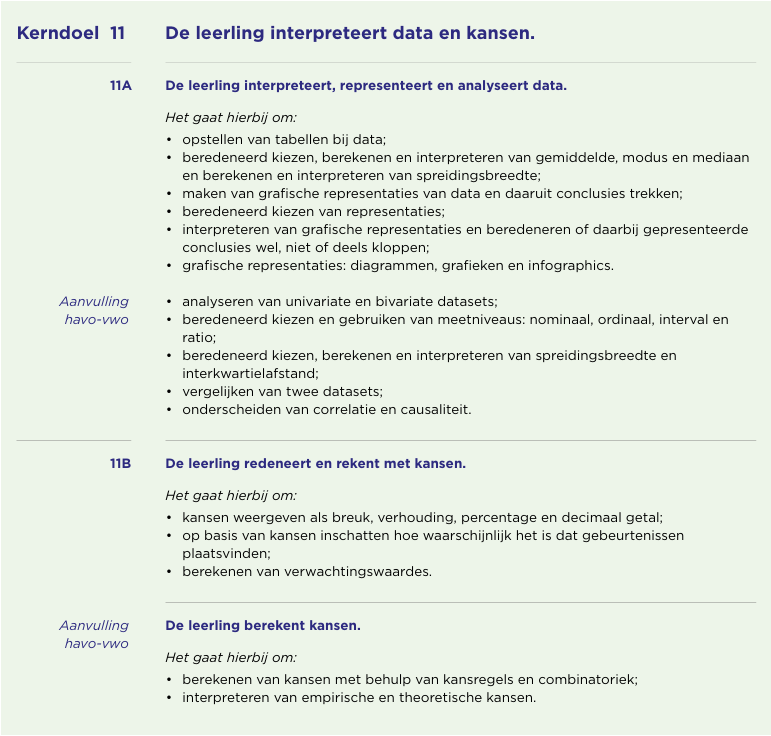 Kerndoel 11 De leerling interpreteert data en kansen.
11A De leerling interpreteert, representeert en analyseert data.
Het gaat hierbij om:
• opstellen van tabellen bij data;
• beredeneerd kiezen, berekenen en interpreteren van gemiddelde, modus en mediaan
en berekenen en interpreteren van spreidingsbreedte;
• maken van grafische representaties van data en daaruit conclusies trekken;
• beredeneerd kiezen van representaties;
• interpreteren van grafische representaties en beredeneren of daarbij gepresenteerde
conclusies wel, niet of deels kloppen;
• grafische representaties: diagrammen, grafieken en infographics.
Aanvulling • analyseren van univariate en bivariate datasets;
havo-vwo • beredeneerd kiezen en gebruiken van meetniveaus: nominaal, ordinaal, interval en
ratio;
• beredeneerd kiezen, berekenen en interpreteren van spreidingsbreedte en
interkwartielafstand;
• vergelijken van twee datasets;
• onderscheiden van correlatie en causaliteit.
11B De leerling redeneert en rekent met kansen.
Het gaat hierbij om:
• kansen weergeven als breuk, verhouding, percentage en decimaal getal;
• op basis van kansen inschatten hoe waarschijnlijk het is dat gebeurtenissen
plaatsvinden;
• berekenen van verwachtingswaardes.
Aanvulling De leerling berekent kansen.
havo-vwo
Het gaat hierbij om:
• berekenen van kansen met behulp van kansregels en combinatoriek;
• interpreteren van empirische en theoretische kansen.